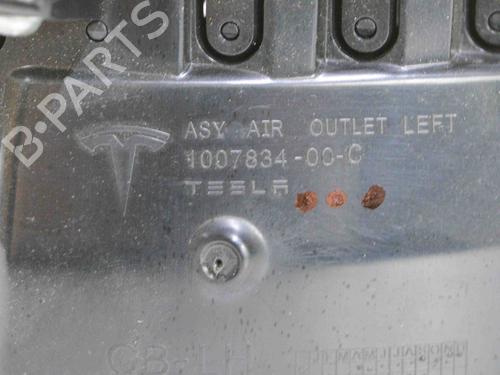 B-PARTS
ASY AIR OUTLET LEFT
1007834-00-C
TESLA